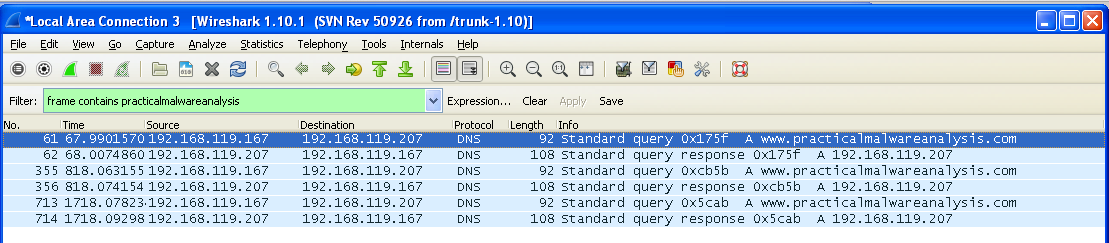 *Local Area Connection 3 [Wireshark 1.10.1 (SVN Rev 50926 from /trunk-1.10)]
File Edit View Go Capture Analyze Statistics Telephony Tools Internals Help
Filter: frame contains practicalmalwareanalysis Expression... Clear Apply Save
No. Time Source Destination Protocol Length Info
61 67.9901570 192.168.119.167 192.168.119.207 DNS 92 Standard query 0x175f A www.practicalmalwareanalysis.com
62 68.0074860 192.168.119.207 192.168.119.167 DNS 108 Standard query response 0x175f A 192.168.119.207
355 818.063155 192.168.119.167 192.168.119.207 DNS 92 Standard query 0xcb5b A www.practicalmalwareanalysis.com
356 818.074154 192.168.119.207 192.168.119.167 DNS 108 Standard query response 0xcb5b A 192.168.119.207
713 1718.07823 192.168.119.167 192.168.119.207 DNS 92 Standard query 0x5cab A www.practicalmalwareanalysis.com
714 1718.09298 192.168.119.207 192.168.119.167 DNS 108 Standard query response 0x5cab A 192.168.119.207